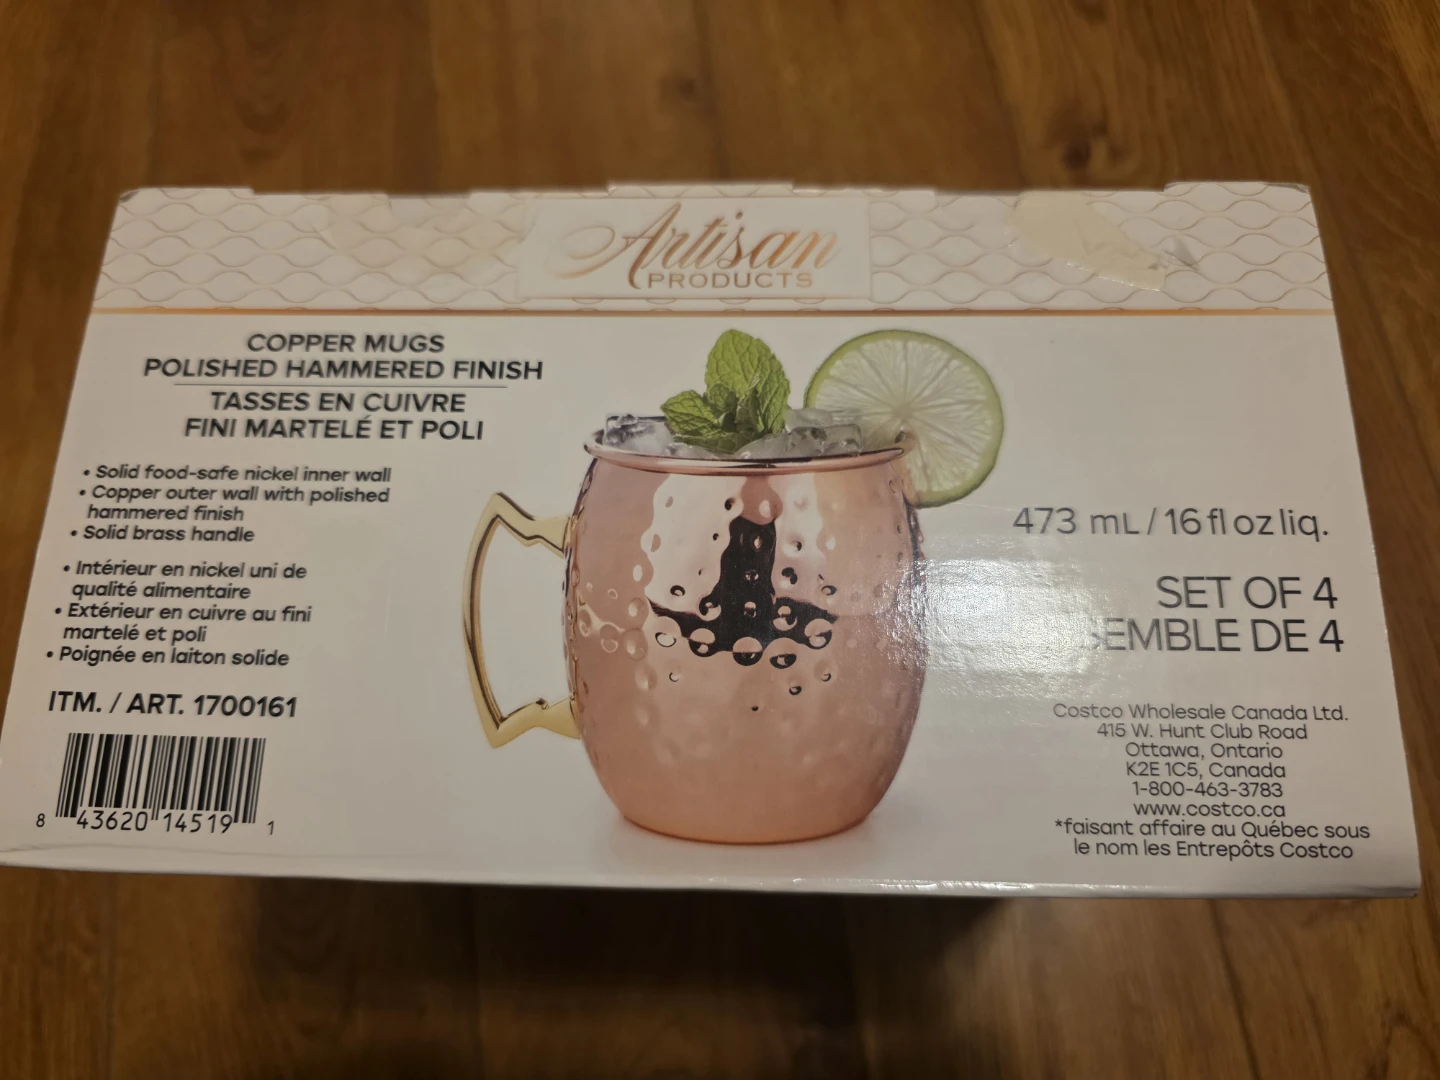 Artisan
PRODUCTS
COPPER MUGS
POLISHED HAMMERED FINISH
TASSES EN CUIVRE
FINI MARTELÉ ET POLI
• Solid food-safe nickel inner wall
• Copper outer wall with polished
hammered finish
• Solid brass handle
• Intérieur en nickel uni de
qualité alimentaire
• Extérieur en cuivre au fini
martelé et poli
• Poignée en laiton solide
ITM. / ART. 1700161
8 43620 14519 1
473 mL / 16 fl oz liq.
SET OF 4
SEMBLE DE 4
Costco Wholesale Canada Ltd.
415 W. Hunt Club Road
Ottawa, Ontario
K2E 1C5, Canada
1-800-463-3783
www.costco.ca
*faisant affaire au Québec sous
le nom les Entrepôts Costco